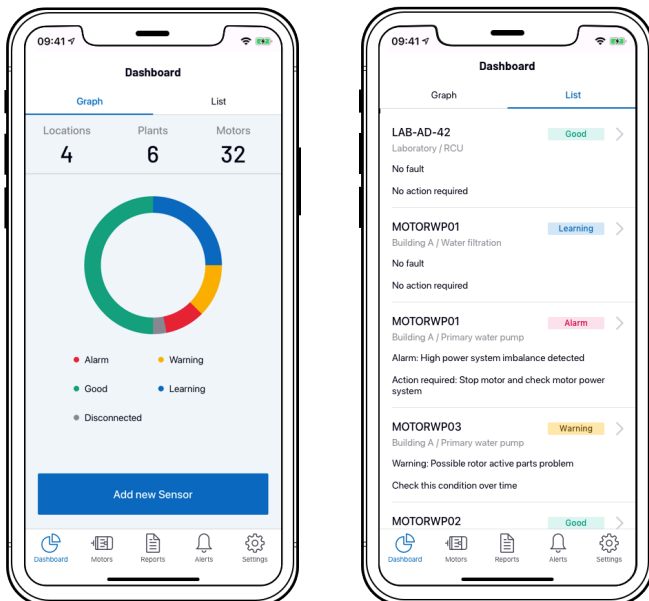 09:41
Dashboard
Graph List
Locations Plants Motors
4 6 32
Alarm Warning
Good Learning
Disconnected
Add new Sensor
Dashboard Motors Reports Alerts Settings
09:41
Dashboard
Graph List
LAB-AD-42 Good
Laboratory / RCU
No fault
No action required
MOTORWP01 Learning
Building A / Water filtration
No fault
No action required
MOTORWP01 Alarm
Building A / Primary water pump
Alarm: High power system imbalance detected
Action required: Stop motor and check motor power
system
MOTORWP03 Warning
Building A / Primary water pump
Warning: Possible rotor active parts problem
Check this condition over time
MOTORWP02 Good
Dashboard Motors Reports Alerts Settings